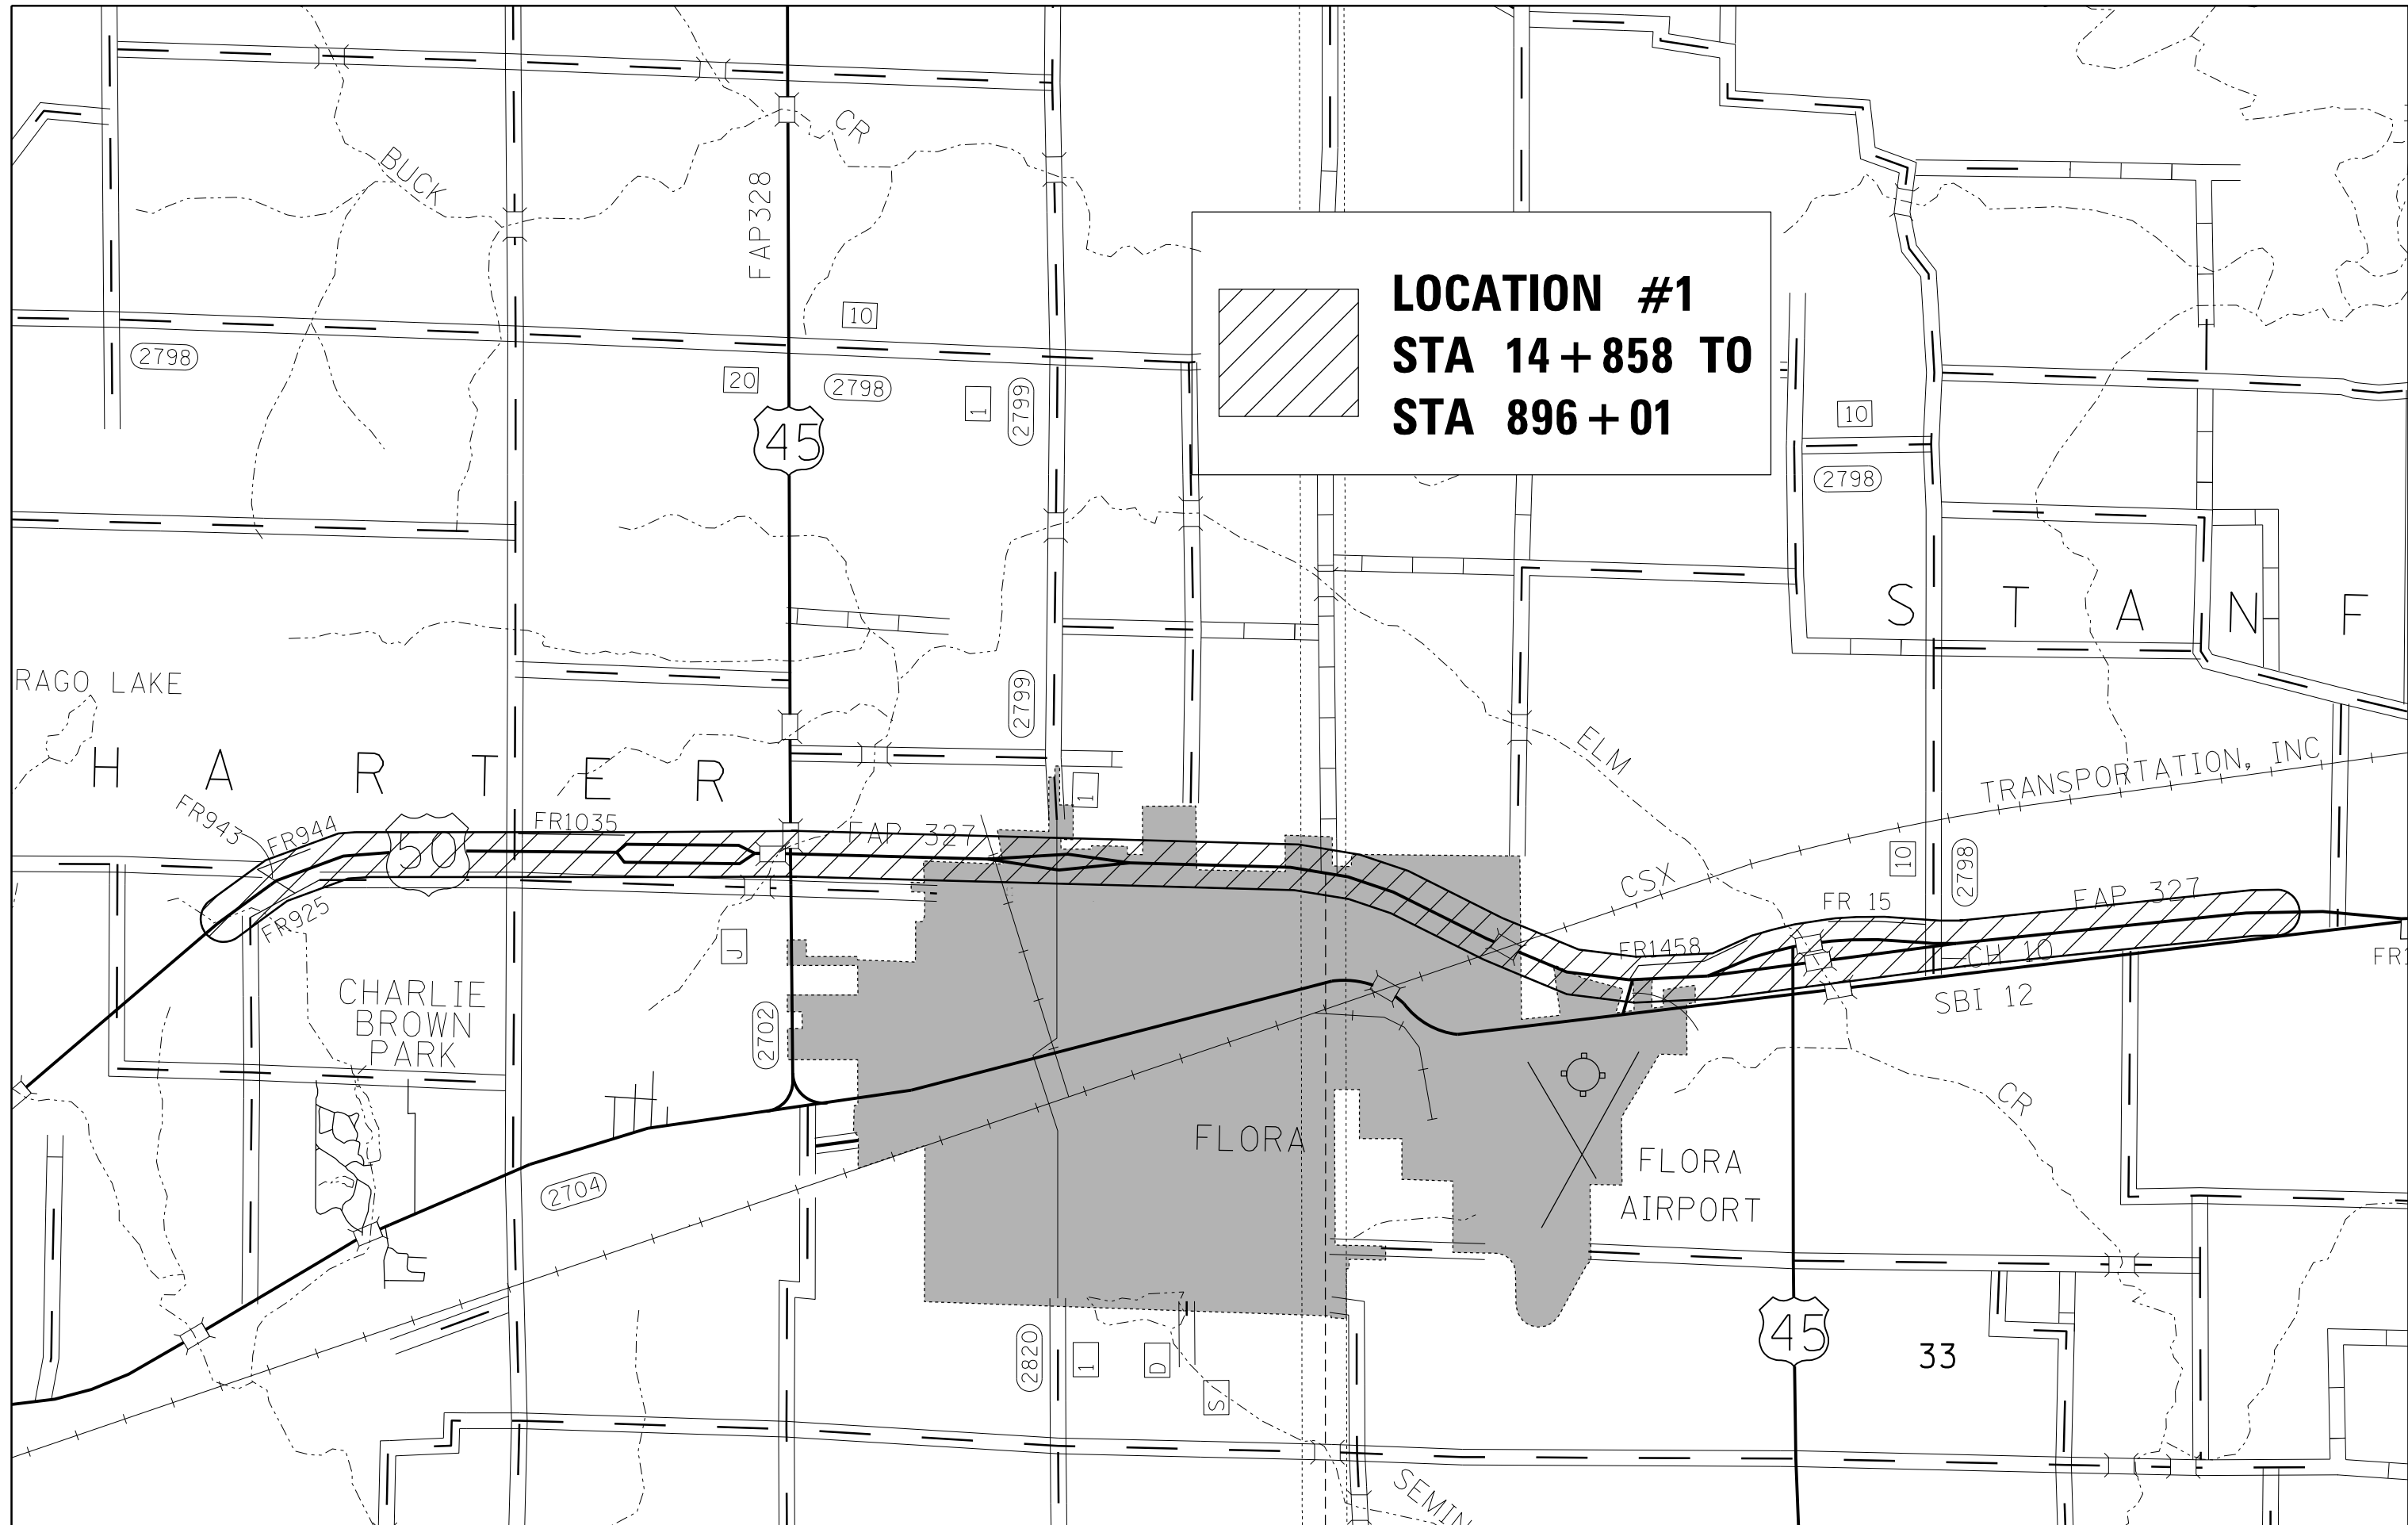 CR
BUCK
FAP328
LOCATION #1
STA 14+858 TO
STA 896+01
10
2798
20
2798
1
2799
45
10
2798
S T A N F
RAGO LAKE
2799
H A R T E R
ELM
TRANSPORTATION, INC
1
FR943
FR944
50
FR1035
FAP 327
CSX
10
2798
FR 15
FAP 327
FR925
FR1458
CH 10
J
SBI 12
CHARLIE
BROWN
PARK
2702
CR
FLORA
FLORA
AIRPORT
2704
45
33
2820
1
D
S